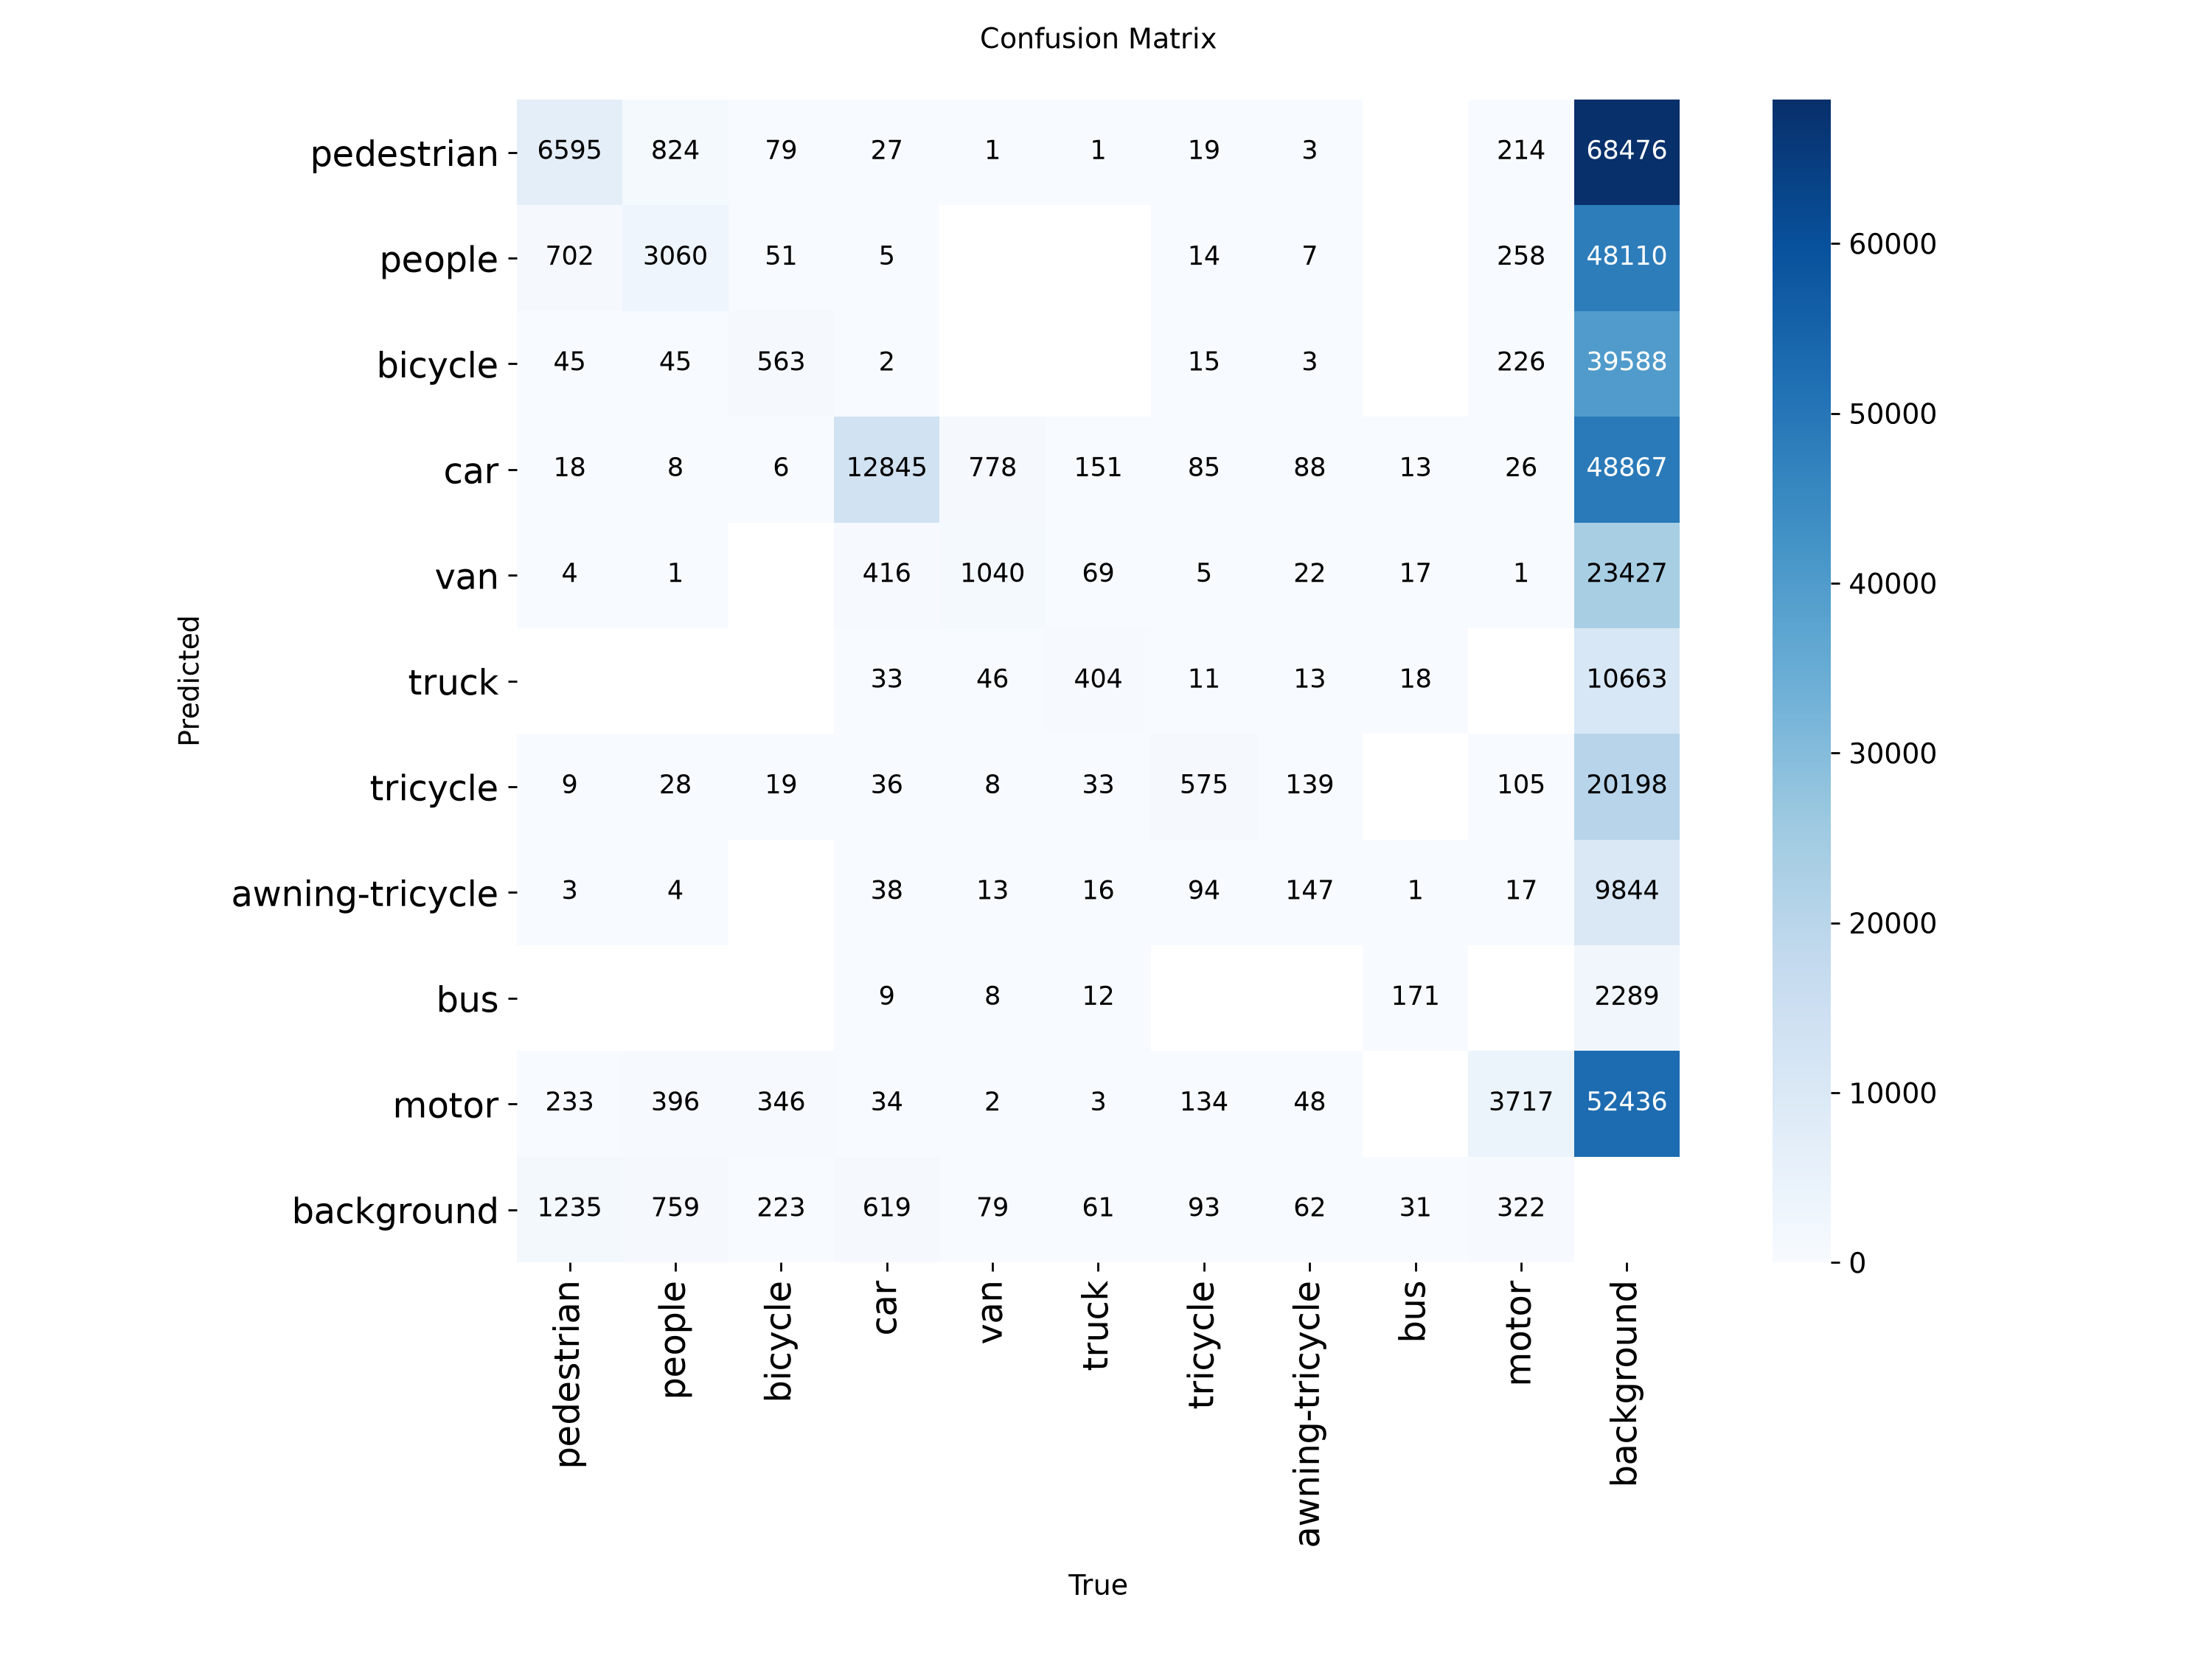 Confusion Matrix
pedestrian 6595 824 79 27 1 1 19 3 214 68476
people 702 3060 51 5 14 7 258 48110
bicycle 45 45 563 2 15 3 226 39588
car 18 8 6 12845 778 151 85 88 13 26 48867
van 4 1 416 1040 69 5 22 17 1 23427
truck 33 46 404 11 13 18 10663
tricycle 9 28 19 36 8 33 575 139 105 20198
awning-tricycle 3 4 38 13 16 94 147 1 17 9844
bus 9 8 12 171 2289
motor 233 396 346 34 2 3 134 48 3717 52436
background 1235 759 223 619 79 61 93 62 31 322
pedestrian people bicycle car van truck tricycle awning-tricycle bus motor background
True
Predicted
60000
50000
40000
30000
20000
10000
0